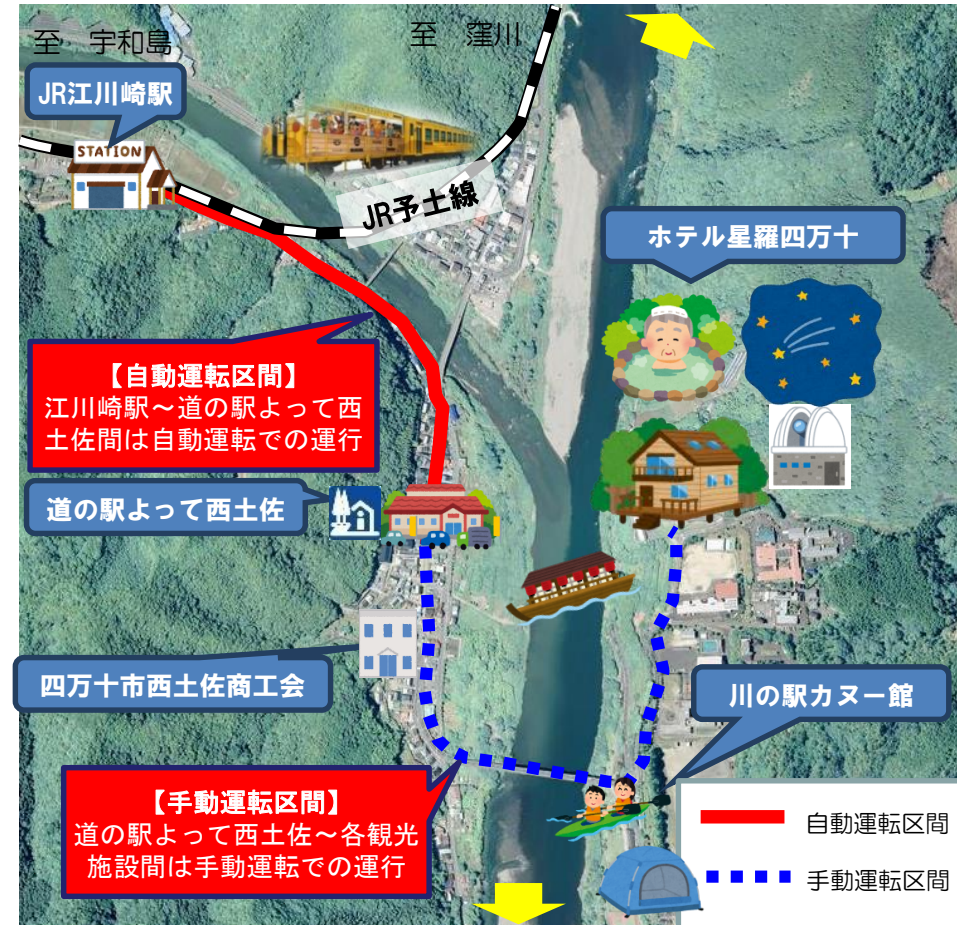 至 宇和島
至 窪川
JR江川崎駅
STATION
JR予土線
ホテル星羅四万十
【自動運転区間】
江川崎駅～道の駅よって西
土佐間は自動運転での運行
道の駅よって西土佐
四万十市西土佐商工会
川の駅カヌー館
【手動運転区間】
道の駅よって西土佐～各観光
施設間は手動運転での運行
自動運転区間
手動運転区間